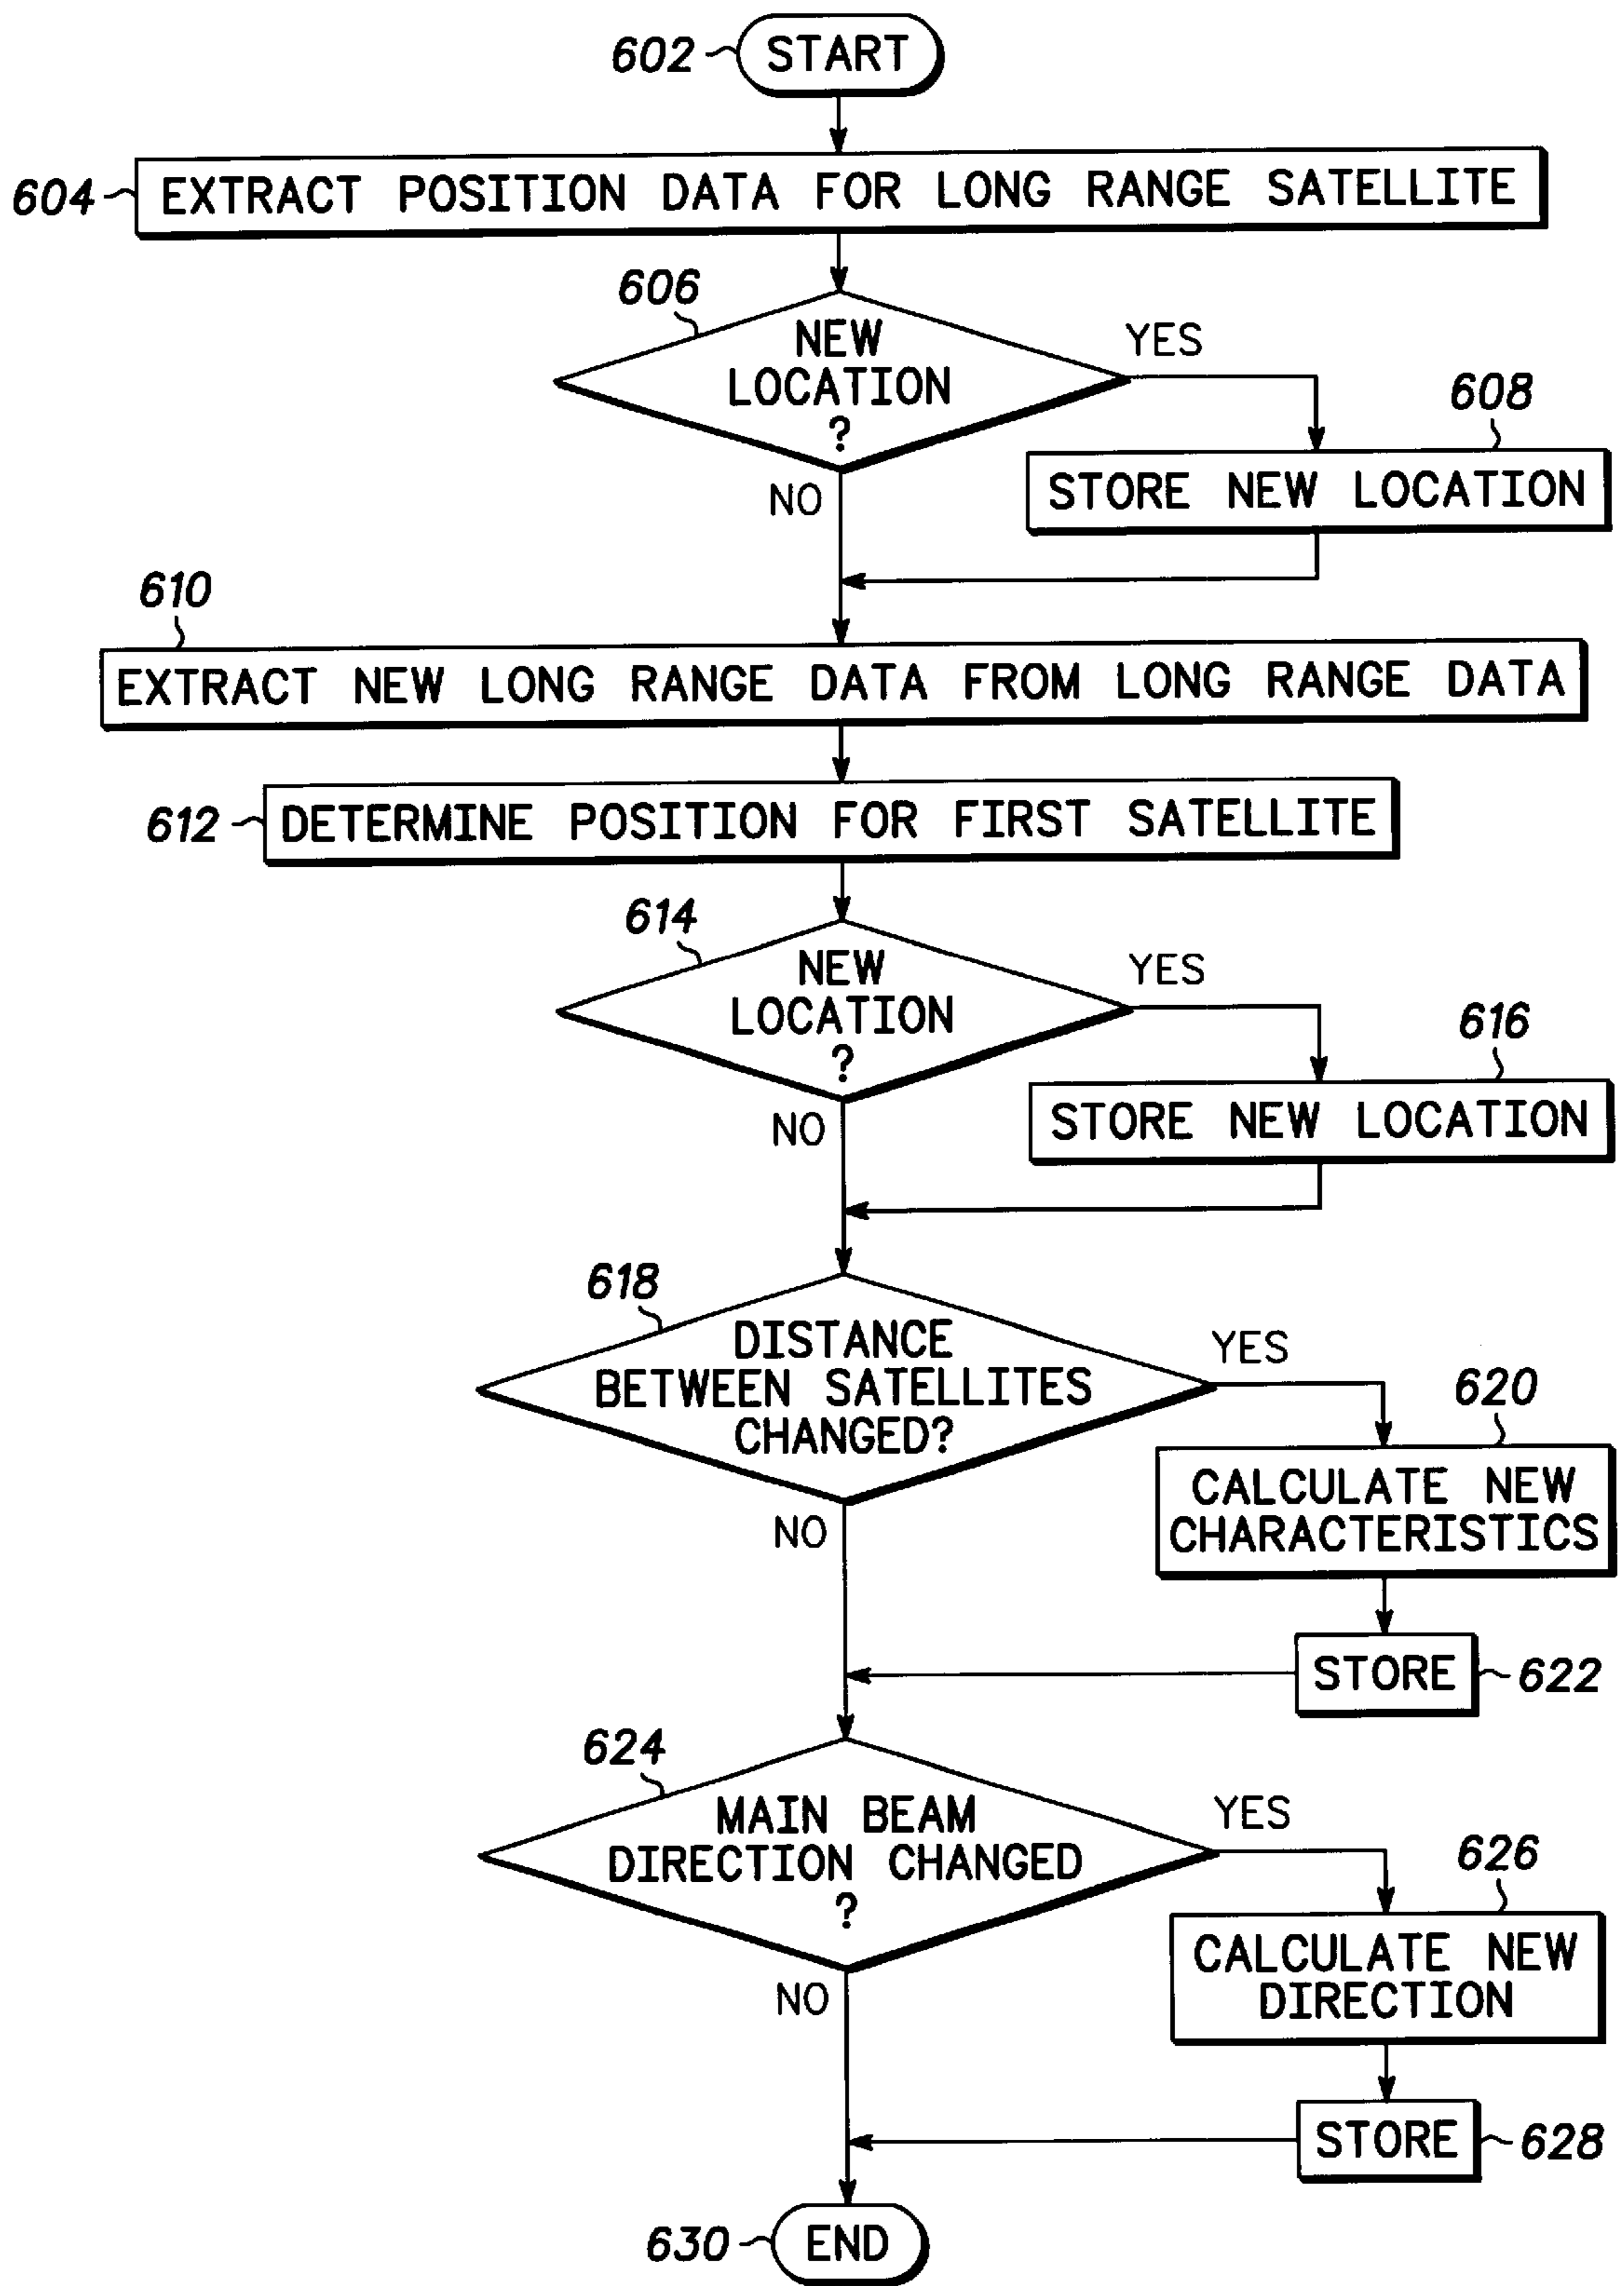 602
START
604
EXTRACT POSITION DATA FOR LONG RANGE SATELLITE
606
NEW
LOCATION
?
YES
608
STORE NEW LOCATION
NO
610
EXTRACT NEW LONG RANGE DATA FROM LONG RANGE DATA
612
DETERMINE POSITION FOR FIRST SATELLITE
614
NEW
LOCATION
?
YES
616
STORE NEW LOCATION
NO
618
DISTANCE
BETWEEN SATELLITES
CHANGED?
YES
620
CALCULATE NEW
CHARACTERISTICS
NO
STORE
622
624
MAIN BEAM
DIRECTION CHANGED
?
YES
626
CALCULATE NEW
DIRECTION
NO
STORE
628
630
END